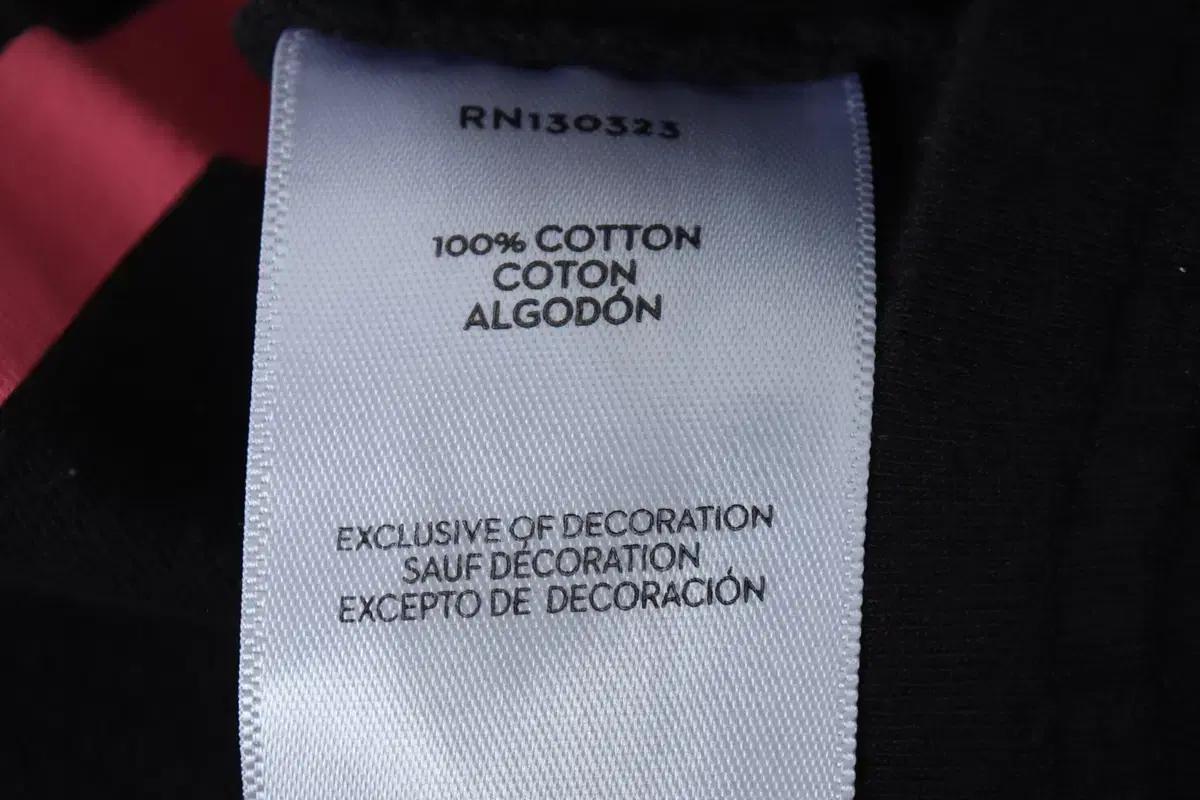 RN130323
100% COTTON
COTON
ALGODÓN
EXCLUSIVE OF DECORATION
SAUF DÉCORATION
EXCEPTO DE DECORACIÓN